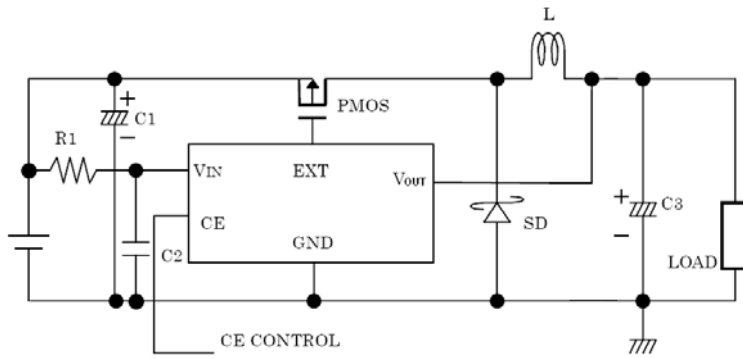 L
C1
PMOS
R1
VIN
EXT
VOUT
CE
C3
SD
GND
C2
LOAD
CE CONTROL